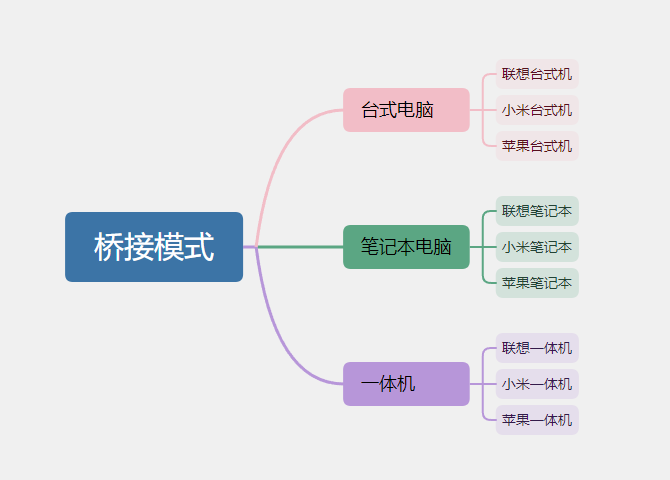 桥接模式
台式电脑
联想台式机
小米台式机
苹果台式机
笔记本电脑
联想笔记本
小米笔记本
苹果笔记本
一体机
联想一体机
小米一体机
苹果一体机